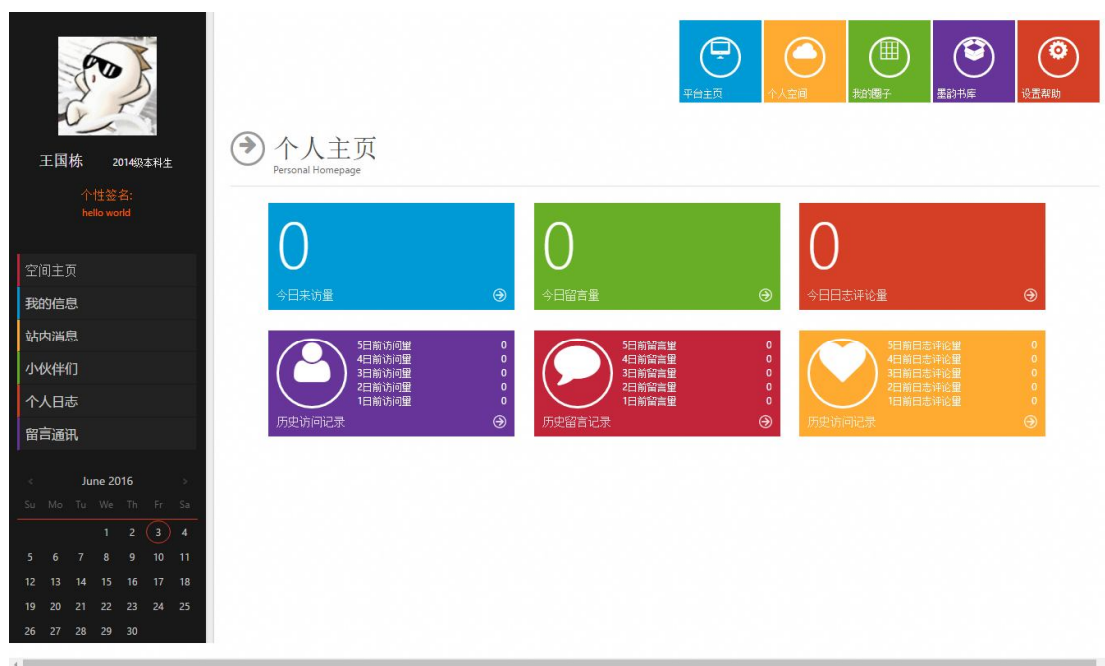 王国栋 2014级本科生
个性签名:
hello world
空间主页
我的信息
站内消息
小伙伴们
个人日志
留言通讯
< June 2016 >
Su Mo Tu We Th Fr Sa
1 2 3 4
5 6 7 8 9 10 11
12 13 14 15 16 17 18
19 20 21 22 23 24 25
26 27 28 29 30
平台主页 个人空间 我的圈子 墨韵书库 设置帮助
个人主页
Personal Homepage
0 0 0
今日来访量 今日留言量 今日日志评论量
5日前访问量 0
4日前访问量 0
3日前访问量 0
2日前访问量 0
1日前访问量 0
历史访问记录
5日前留言量 0
4日前留言量 0
3日前留言量 0
2日前留言量 0
1日前留言量 0
历史留言记录
5日前日志评论量 0
4日前日志评论量 0
3日前日志评论量 0
2日前日志评论量 0
1日前日志评论量 0
历史访问记录